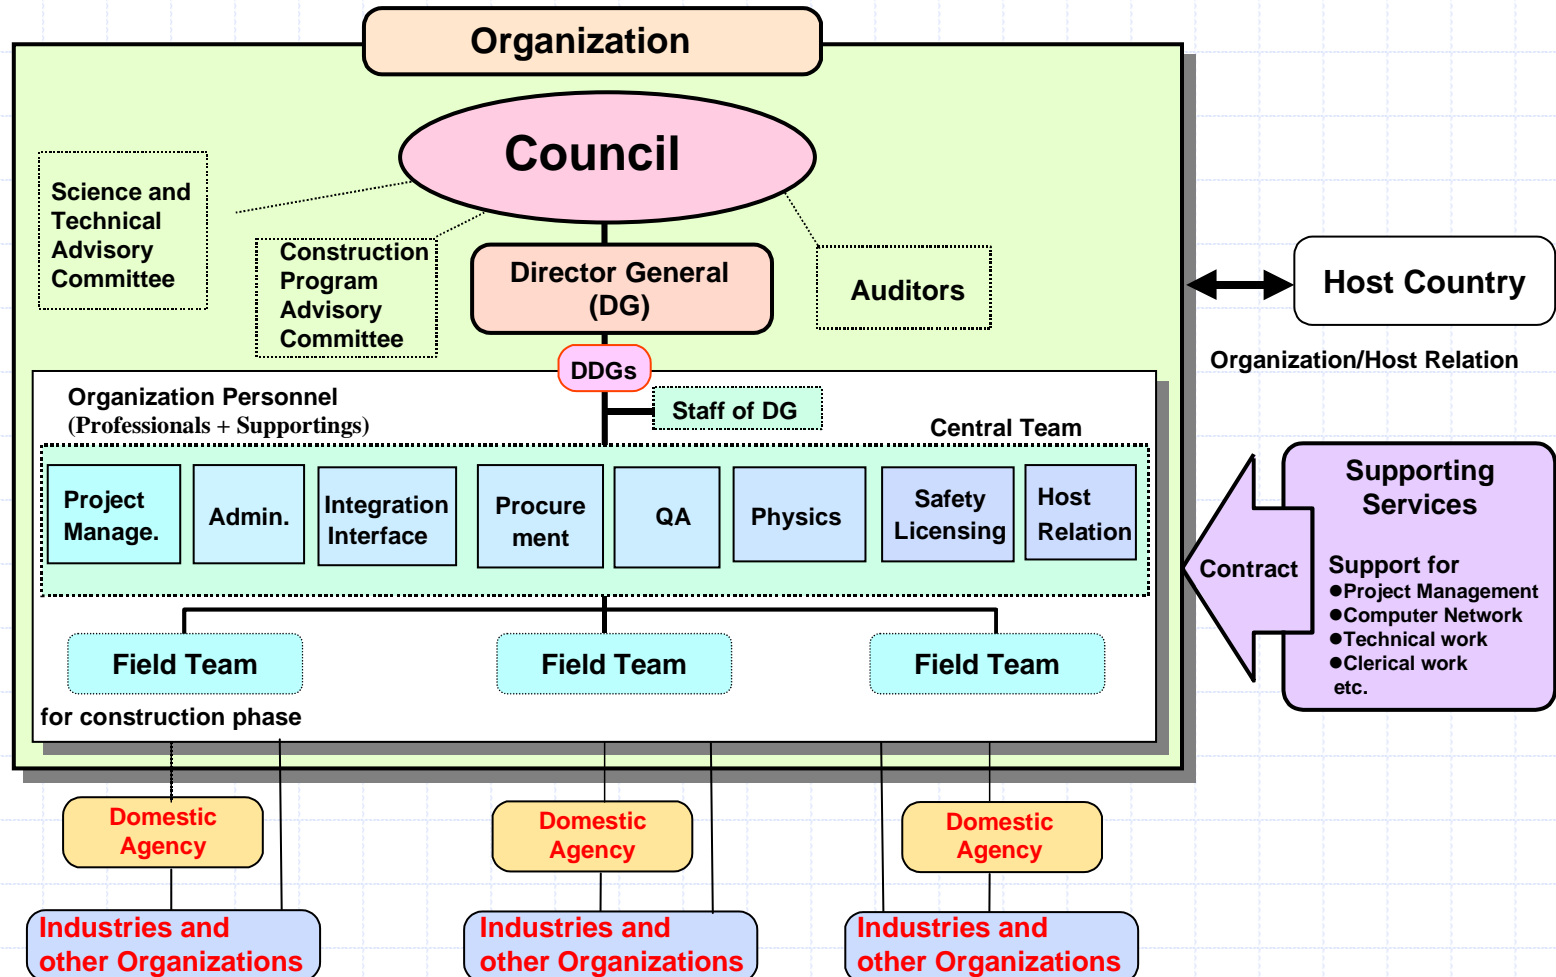 Organization
Council
Science and
Technical
Advisory
Committee
Construction
Program
Advisory
Committee
Director General
(DG)
Auditors
Host Country
Organization/Host Relation
DDGs
Organization Personnel
(Professionals + Supportings)
Staff of DG
Central Team
Project
Manage.
Admin.
Integration
Interface
Procure
ment
QA
Physics
Safety
Licensing
Host
Relation
Supporting
Services
Contract
Support for
●Project Management
●Computer Network
●Technical work
●Clerical work
etc.
Field Team
Field Team
Field Team
for construction phase
Domestic
Agency
Domestic
Agency
Domestic
Agency
Industries and
other Organizations
Industries and
other Organizations
Industries and
other Organizations